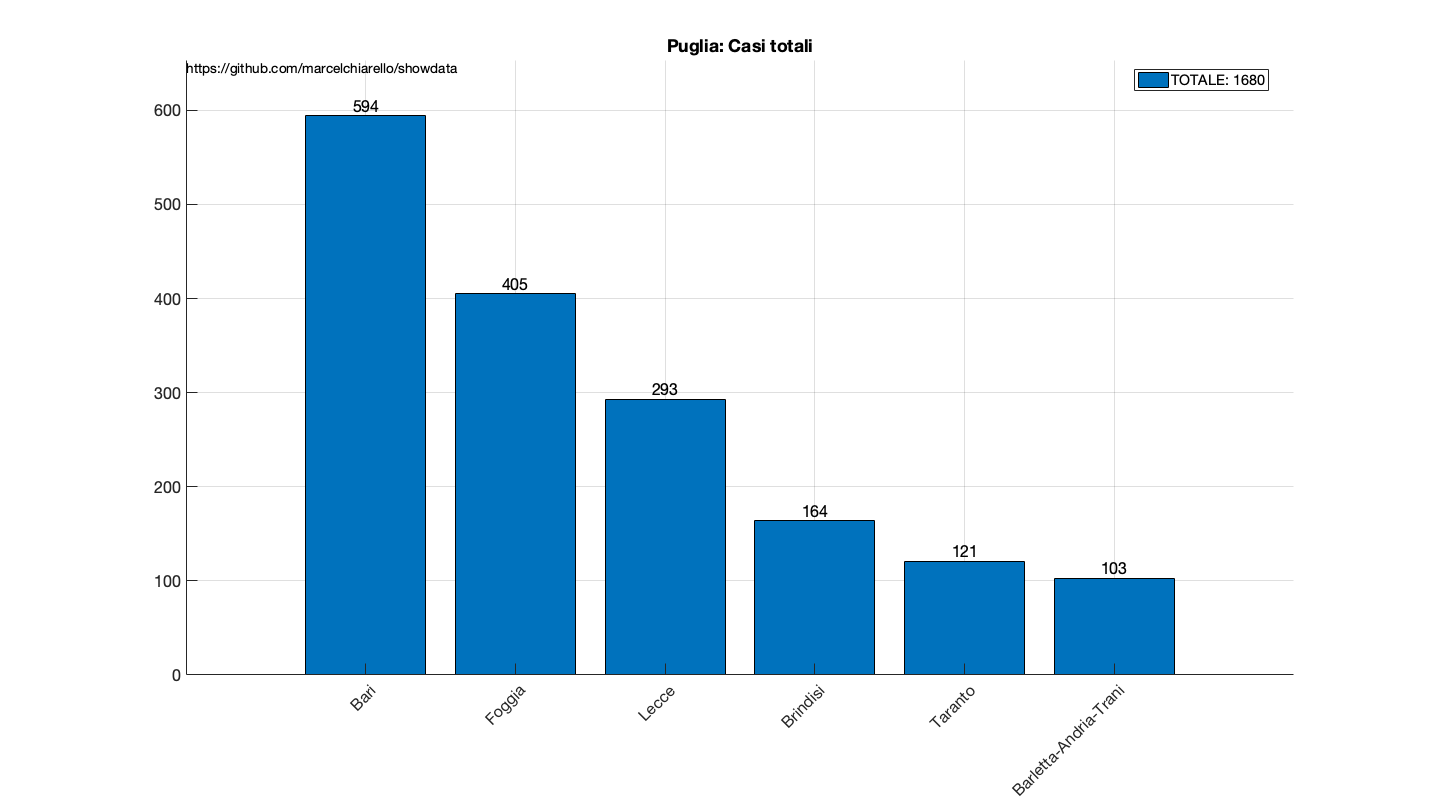 Puglia: Casi totali
https://github.com/marcelchiarello/showdata
TOTALE: 1680
600
500
400
300
200
100
0
594
405
293
164
121
103
Bari
Foggia
Lecce
Brindisi
Taranto
Barletta-Andria-Trani